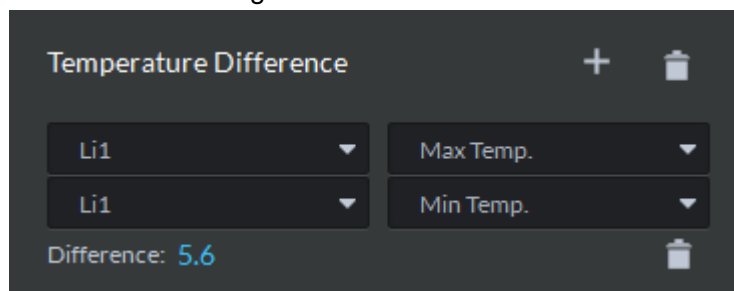 Temperature Difference
Li1 Max Temp.
Li1 Min Temp.
Difference: 5.6